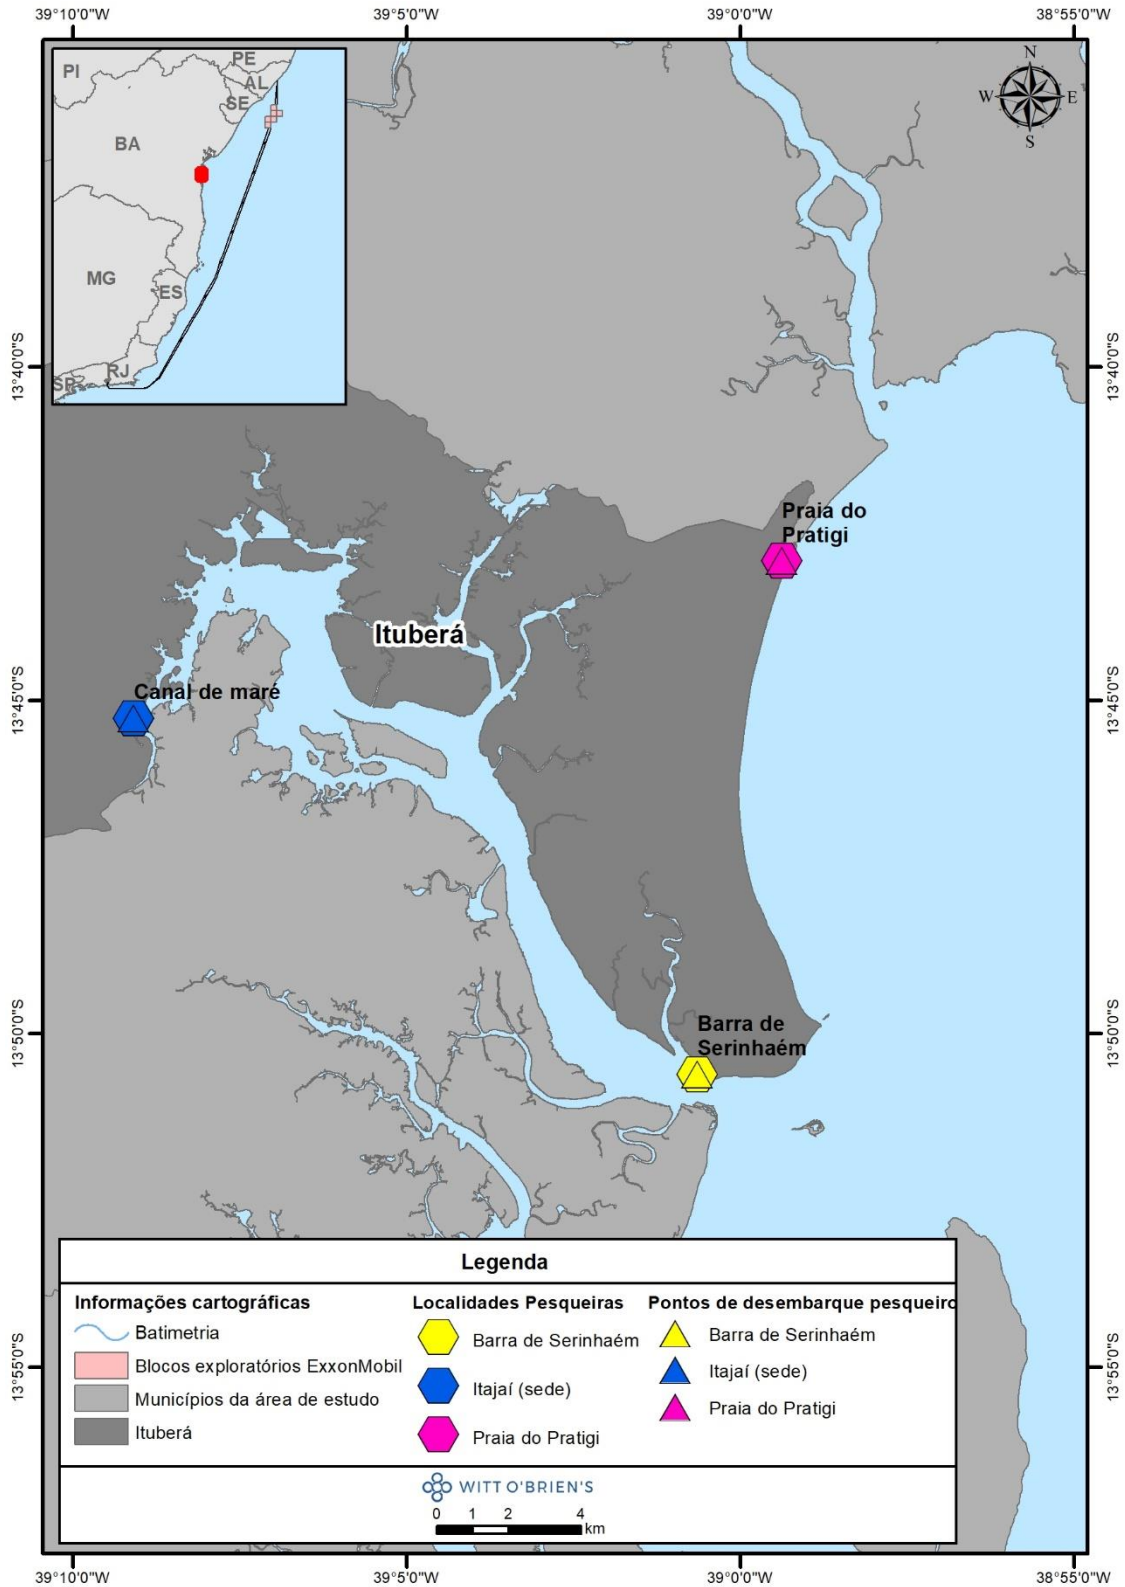 39°10'0"W 39°5'0"W 39°0'0"W 38°55'0"W
PI
PE
AL
SE
BA
MG
ES
RJ
SP
N
W E
S
13°40'0"S 13°40'0"S
Praia do
Pratigi
Ituberá
Canal de maré
13°45'0"S 13°45'0"S
Barra de
Serinhaém
13°50'0"S 13°50'0"S
13°55'0"S 13°55'0"S
Legenda
Informações cartográficas
Batimetria
Blocos exploratórios ExxonMobil
Municípios da área de estudo
Ituberá
Localidades Pesqueiras
Barra de Serinhaém
Itajaí (sede)
Praia do Pratigi
Pontos de desembarque pesqueiro
Barra de Serinhaém
Itajaí (sede)
Praia do Pratigi
WITT O'BRIEN'S
0 1 2 4
km
39°10'0"W 39°5'0"W 39°0'0"W 38°55'0"W